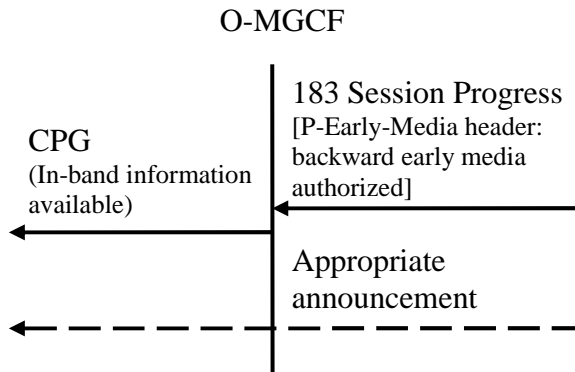 O-MGCF
183 Session Progress
[P-Early-Media header:
backward early media
authorized]
CPG
(In-band information
available)
Appropriate
announcement